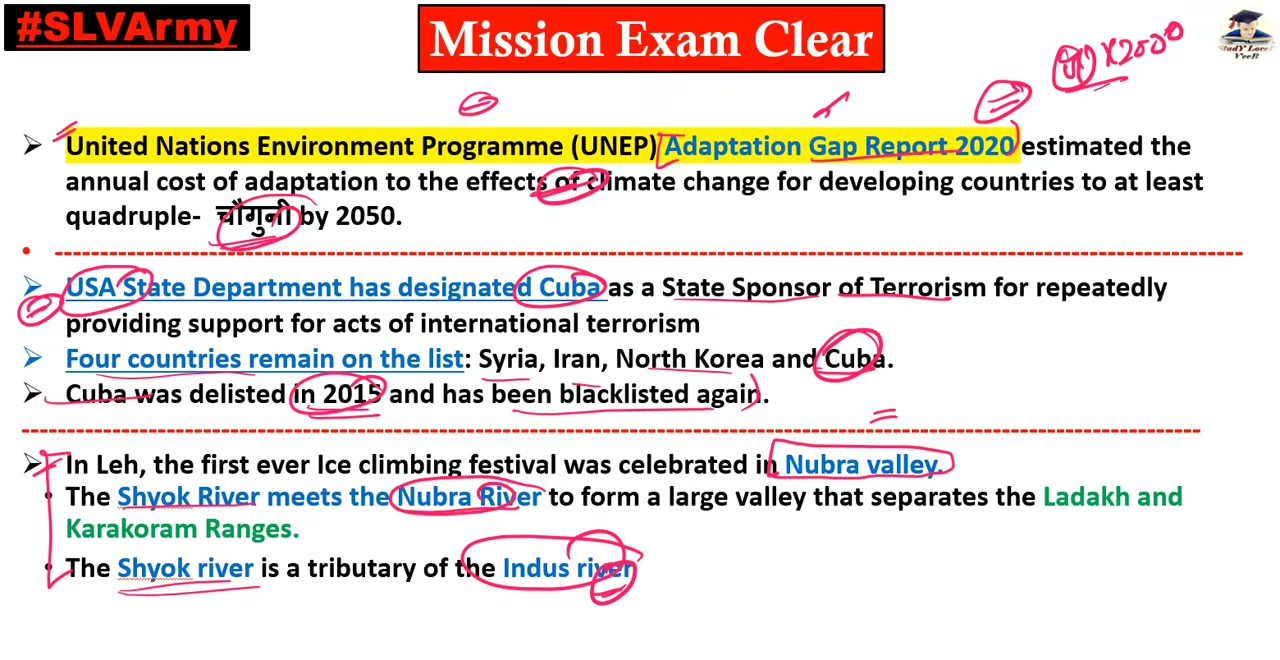 #SLVArmy
Mission Exam Clear
StudY LoveR
VeeR
x2000
➢ United Nations Environment Programme (UNEP) Adaptation Gap Report 2020 estimated the
annual cost of adaptation to the effects of climate change for developing countries to at least
quadruple- चौगुनी by 2050.
➢ USA State Department has designated Cuba as a State Sponsor of Terrorism for repeatedly
providing support for acts of international terrorism
➢ Four countries remain on the list: Syria, Iran, North Korea and Cuba.
➢ Cuba was delisted in 2015 and has been blacklisted again.
➢ In Leh, the first ever Ice climbing festival was celebrated in Nubra valley.
• The Shyok River meets the Nubra River to form a large valley that separates the Ladakh and
Karakoram Ranges.
• The Shyok river is a tributary of the Indus river